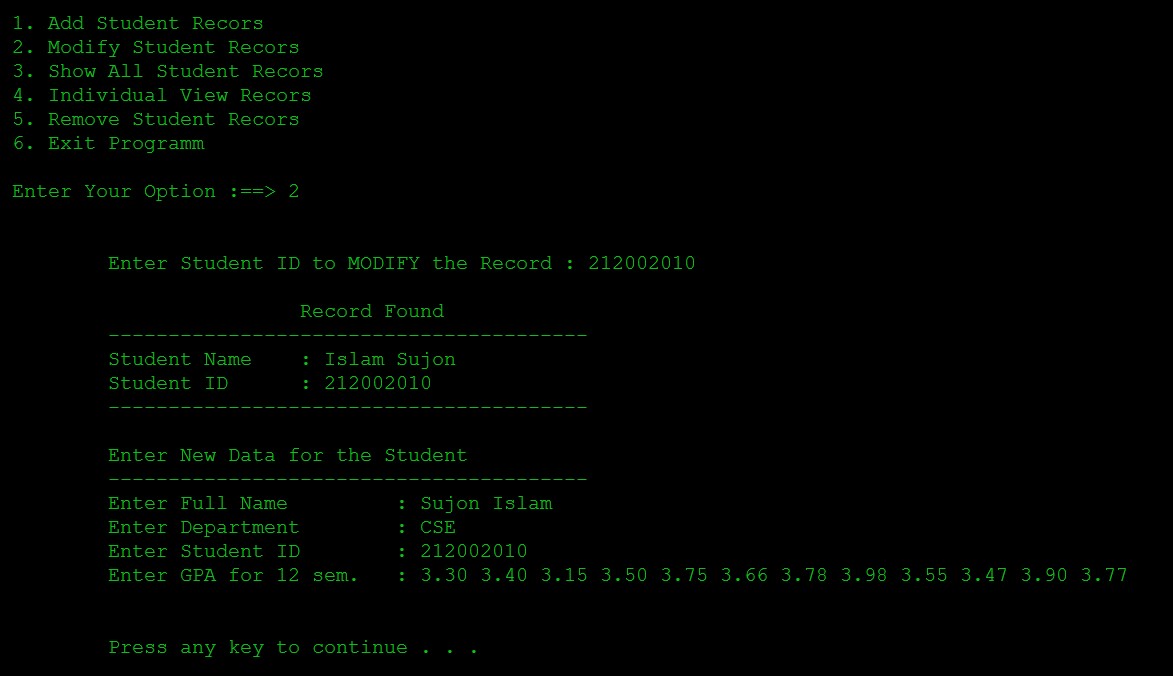 1. Add Student Recors
2. Modify Student Recors
3. Show All Student Recors
4. Individual View Recors
5. Remove Student Recors
6. Exit Programm
Enter Your Option :==> 2
Enter Student ID to MODIFY the Record : 212002010
Record Found
----------------------------------------
Student Name    : Islam Sujon
Student ID      : 212002010
----------------------------------------
Enter New Data for the Student
----------------------------------------
Enter Full Name         : Sujon Islam
Enter Department        : CSE
Enter Student ID        : 212002010
Enter GPA for 12 sem.   : 3.30 3.40 3.15 3.50 3.75 3.66 3.78 3.98 3.55 3.47 3.90 3.77
Press any key to continue . . .